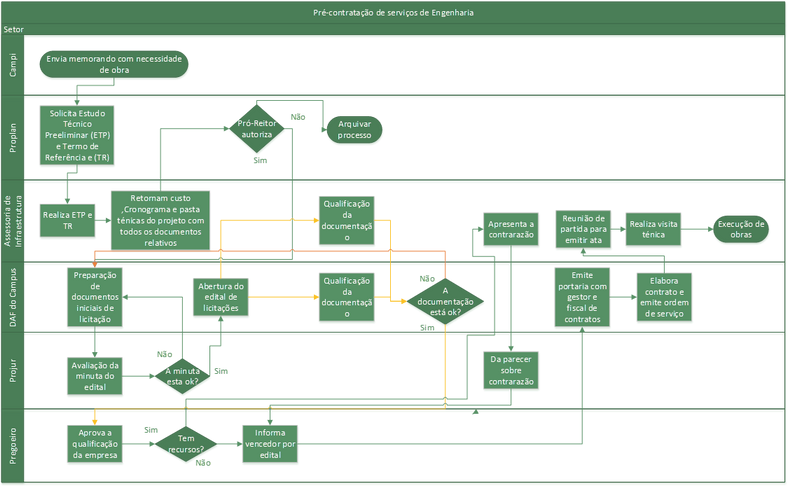 Pré-contratação de serviços de Engenharia
Setor
Campi
Envia memorando com necessidade
de obra
Proplan
Solicita Estudo
Técnico
Preeliminar (ETP)
e Termo de
Referência e (TR)
Pró-Reitor
autoriza
Não
Sim
Arquivar
processo
Assessoria de
Infraestrutura
Realiza ETP e
TR
Retornam custo
,Cronograma e pasta
ténicas do projeto com
todos os documentos
relativos
Qualificação
da
documentaçã
o
Apresenta a
contrarazão
Reunião de
partida para
emitir ata
Realiza visita
ténica
Execução de
obras
DAF do Campus
Preparação
de
documentos
iniciais de
licitação
Abertura do
edital de
licitações
Qualificação
da
documentaçã
o
Não
A
documentação
está ok?
Sim
Emite
portaria com
gestor e
fiscal de
contratos
Elabora
contrato e
emite ordem
de serviço
Projur
Avaliação da
minuta do
edital
Não
A minuta
esta ok?
Sim
Da parecer
sobre
contrarazão
Pregoeiro
Aprova a
qualificação
da empresa
Sim
Tem
recursos?
Não
Informa
vencedor por
edital